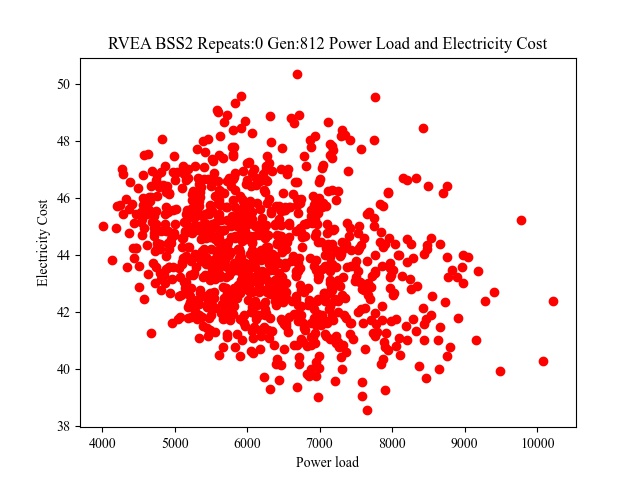 RVEA BSS2 Repeats:0 Gen:812 Power Load and Electricity Cost
50
48
46
44
42
40
38
Electricity Cost
4000 5000 6000 7000 8000 9000 10000
Power load